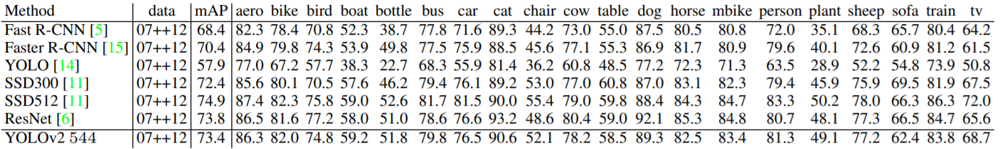 Method data mAP aero bike bird boat bottle bus car cat chair cow table dog horse mbike person plant sheep sofa train tv
Fast R-CNN [5] 07++12 68.4 82.3 78.4 70.8 52.3 38.7 77.8 71.6 89.3 44.2 73.0 55.0 87.5 80.5 80.8 72.0 35.1 68.3 65.7 80.4 64.2
Faster R-CNN [15] 07++12 70.4 84.9 79.8 74.3 53.9 49.8 77.5 75.9 88.5 45.6 77.1 55.3 86.9 81.7 80.9 79.6 40.1 72.6 60.9 81.2 61.5
YOLO [14] 07++12 57.9 77.0 67.2 57.7 38.3 22.7 68.3 55.9 81.4 36.2 60.8 48.5 77.2 72.3 71.3 63.5 28.9 52.2 54.8 73.9 50.8
SSD300 [11] 07++12 72.4 85.6 80.1 70.5 57.6 46.2 79.4 76.1 89.2 53.0 77.0 60.8 87.0 83.1 82.3 79.4 45.9 75.9 69.5 81.9 67.5
SSD512 [11] 07++12 74.9 87.4 82.3 75.8 59.0 52.6 81.7 81.5 90.0 55.4 79.0 59.8 88.4 84.3 84.7 83.3 50.2 78.0 66.3 86.3 72.0
ResNet [6] 07++12 73.8 86.5 81.6 77.2 58.0 51.0 78.6 76.6 93.2 48.6 80.4 59.0 92.1 85.3 84.8 80.7 48.1 77.3 66.5 84.7 65.6
YOLOv2 544 07++12 73.4 86.3 82.0 74.8 59.2 51.8 79.8 76.5 90.6 52.1 78.2 58.5 89.3 82.5 83.4 81.3 49.1 77.2 62.4 83.8 68.7